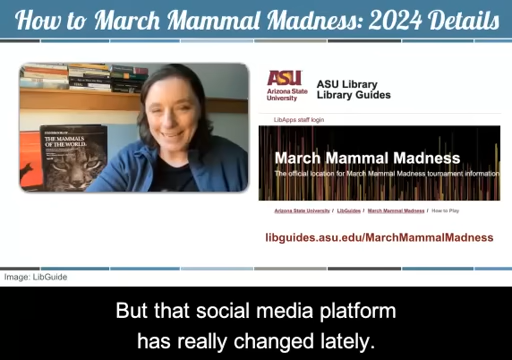 How to March Mammal Madness: 2024 Details
THE MAMMALS
OF THE WORLD
ASU
Arizona State
University
ASU Library
Library Guides
LibApps staff login
March Mammal Madness
The official location for March Mammal Madness tournament information
Arizona State University / LibGuides / March Mammal Madness / How to Play
libguides.asu.edu/MarchMammalMadness
Image: LibGuide
But that social media platform
has really changed lately.